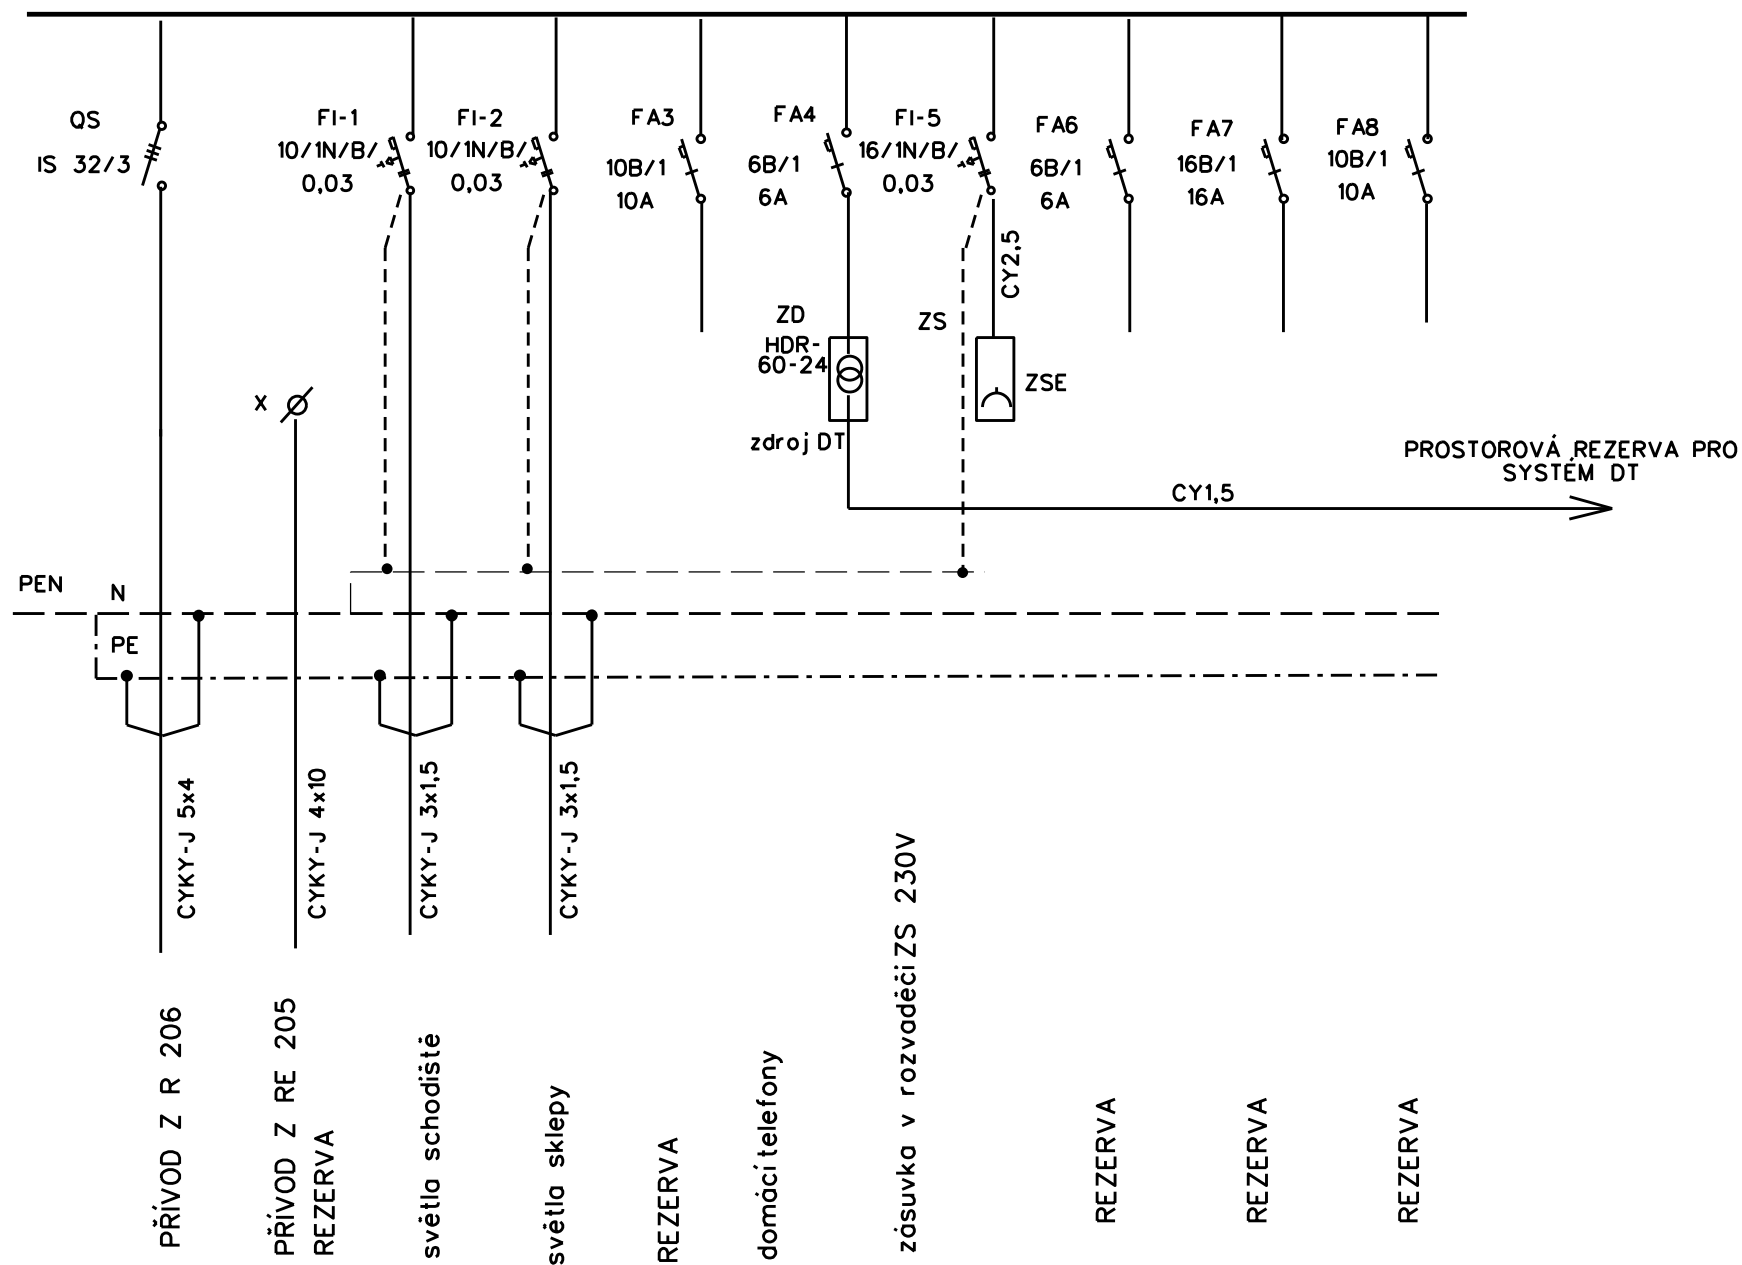 QS
IS 32/3
FI-1
10/1N/B/
0,03
FI-2
10/1N/B/
0,03
FA3
10B/1
10A
FA4
6B/1
6A
FI-5
16/1N/B/
0,03
FA6
6B/1
6A
FA7
16B/1
16A
FA8
10B/1
10A
CY2,5
ZD
HDR-
60-24
zdroj DT
ZS
ZSE
X
PROSTOROVÁ REZERVA PRO
SYSTÉM DT
CY1,5
PEN
N
PE
CYKY-J 5x4
CYKY-J 4x10
CYKY-J 3x1,5
CYKY-J 3x1,5
PŘÍVOD Z R 206
PŘÍVOD Z RE 205
REZERVA
světla schodiště
světla sklepy
REZERVA
domácí telefony
zásuvka v rozvaděči ZS 230V
REZERVA
REZERVA
REZERVA